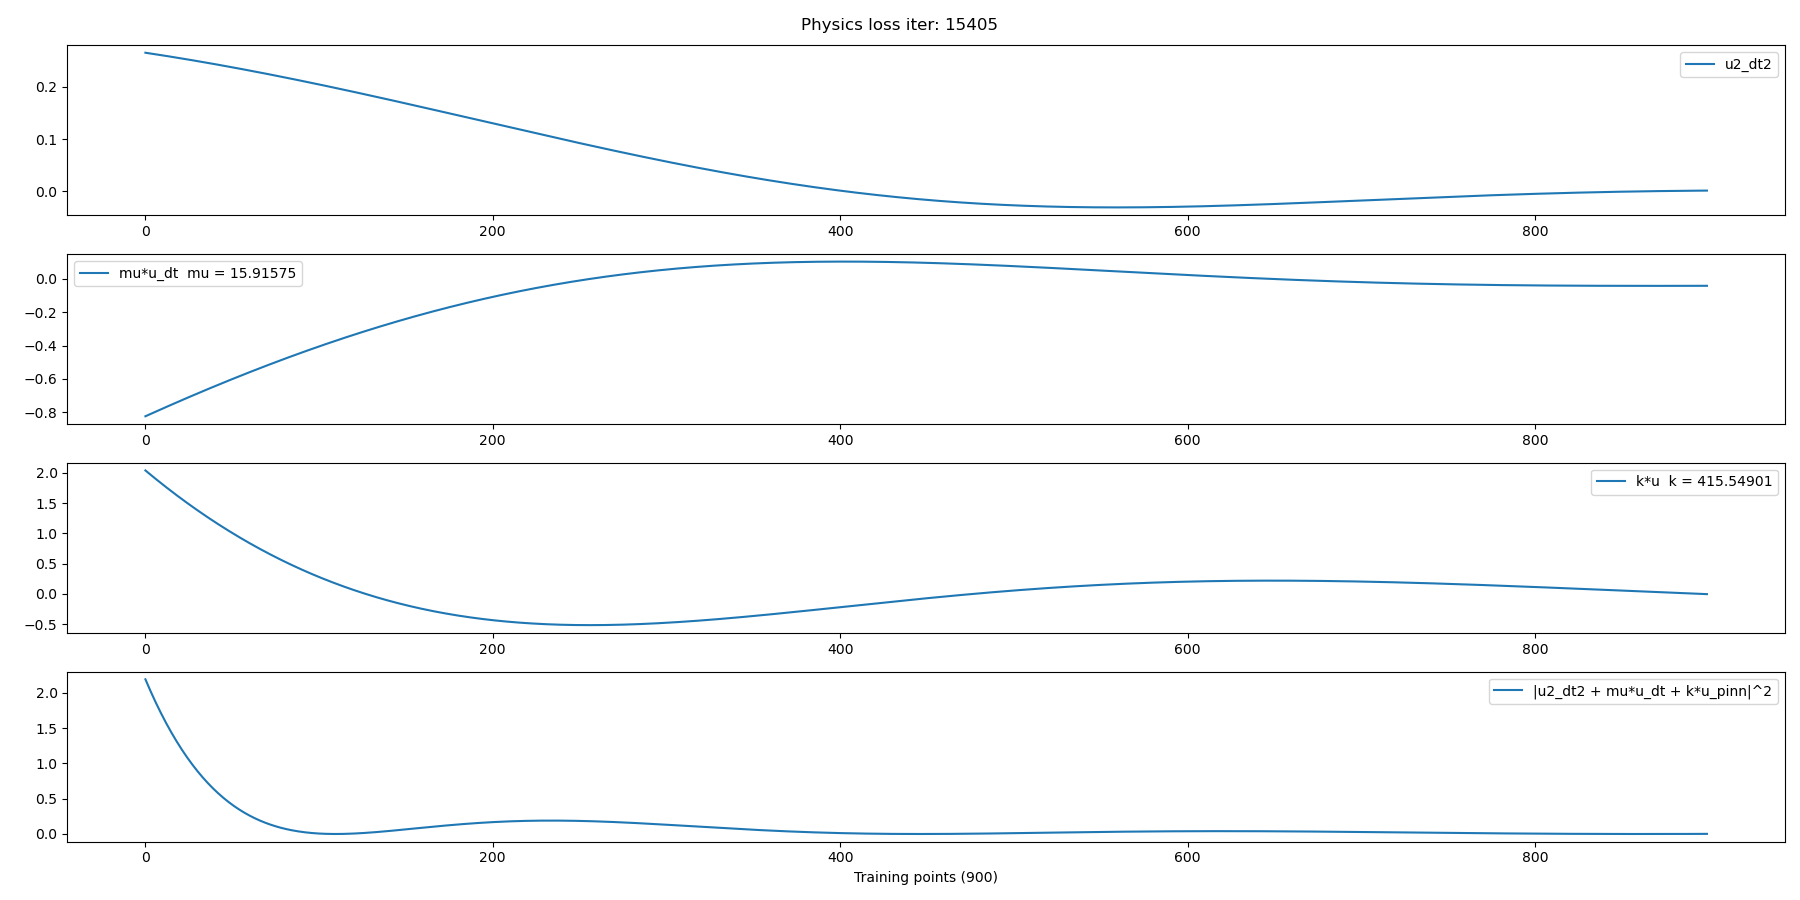 Physics loss iter: 15405
u2_dt2
0.2
0.1
0.0
0 200 400 600 800
mu*u_dt  mu = 15.91575
0.0
−0.2
−0.4
−0.6
−0.8
0 200 400 600 800
k*u  k = 415.54901
2.0
1.5
1.0
0.5
0.0
−0.5
0 200 400 600 800
|u2_dt2 + mu*u_dt + k*u_pinn|^2
2.0
1.5
1.0
0.5
0.0
0 200 400 600 800
Training points (900)